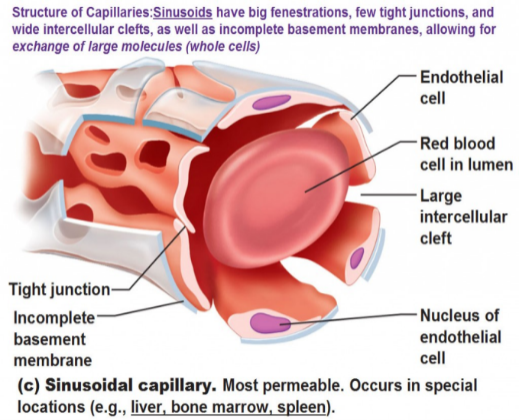 Structure of Capillaries:Sinusoids have big fenestrations, few tight junctions, and
wide intercellular clefts, as well as incomplete basement membranes, allowing for
exchange of large molecules (whole cells)
Endothelial
cell
Red blood
cell in lumen
Large
intercellular
cleft
Tight junction
Incomplete
basement
membrane
Nucleus of
endothelial
cell
(c) Sinusoidal capillary. Most permeable. Occurs in special
locations (e.g., liver, bone marrow, spleen).